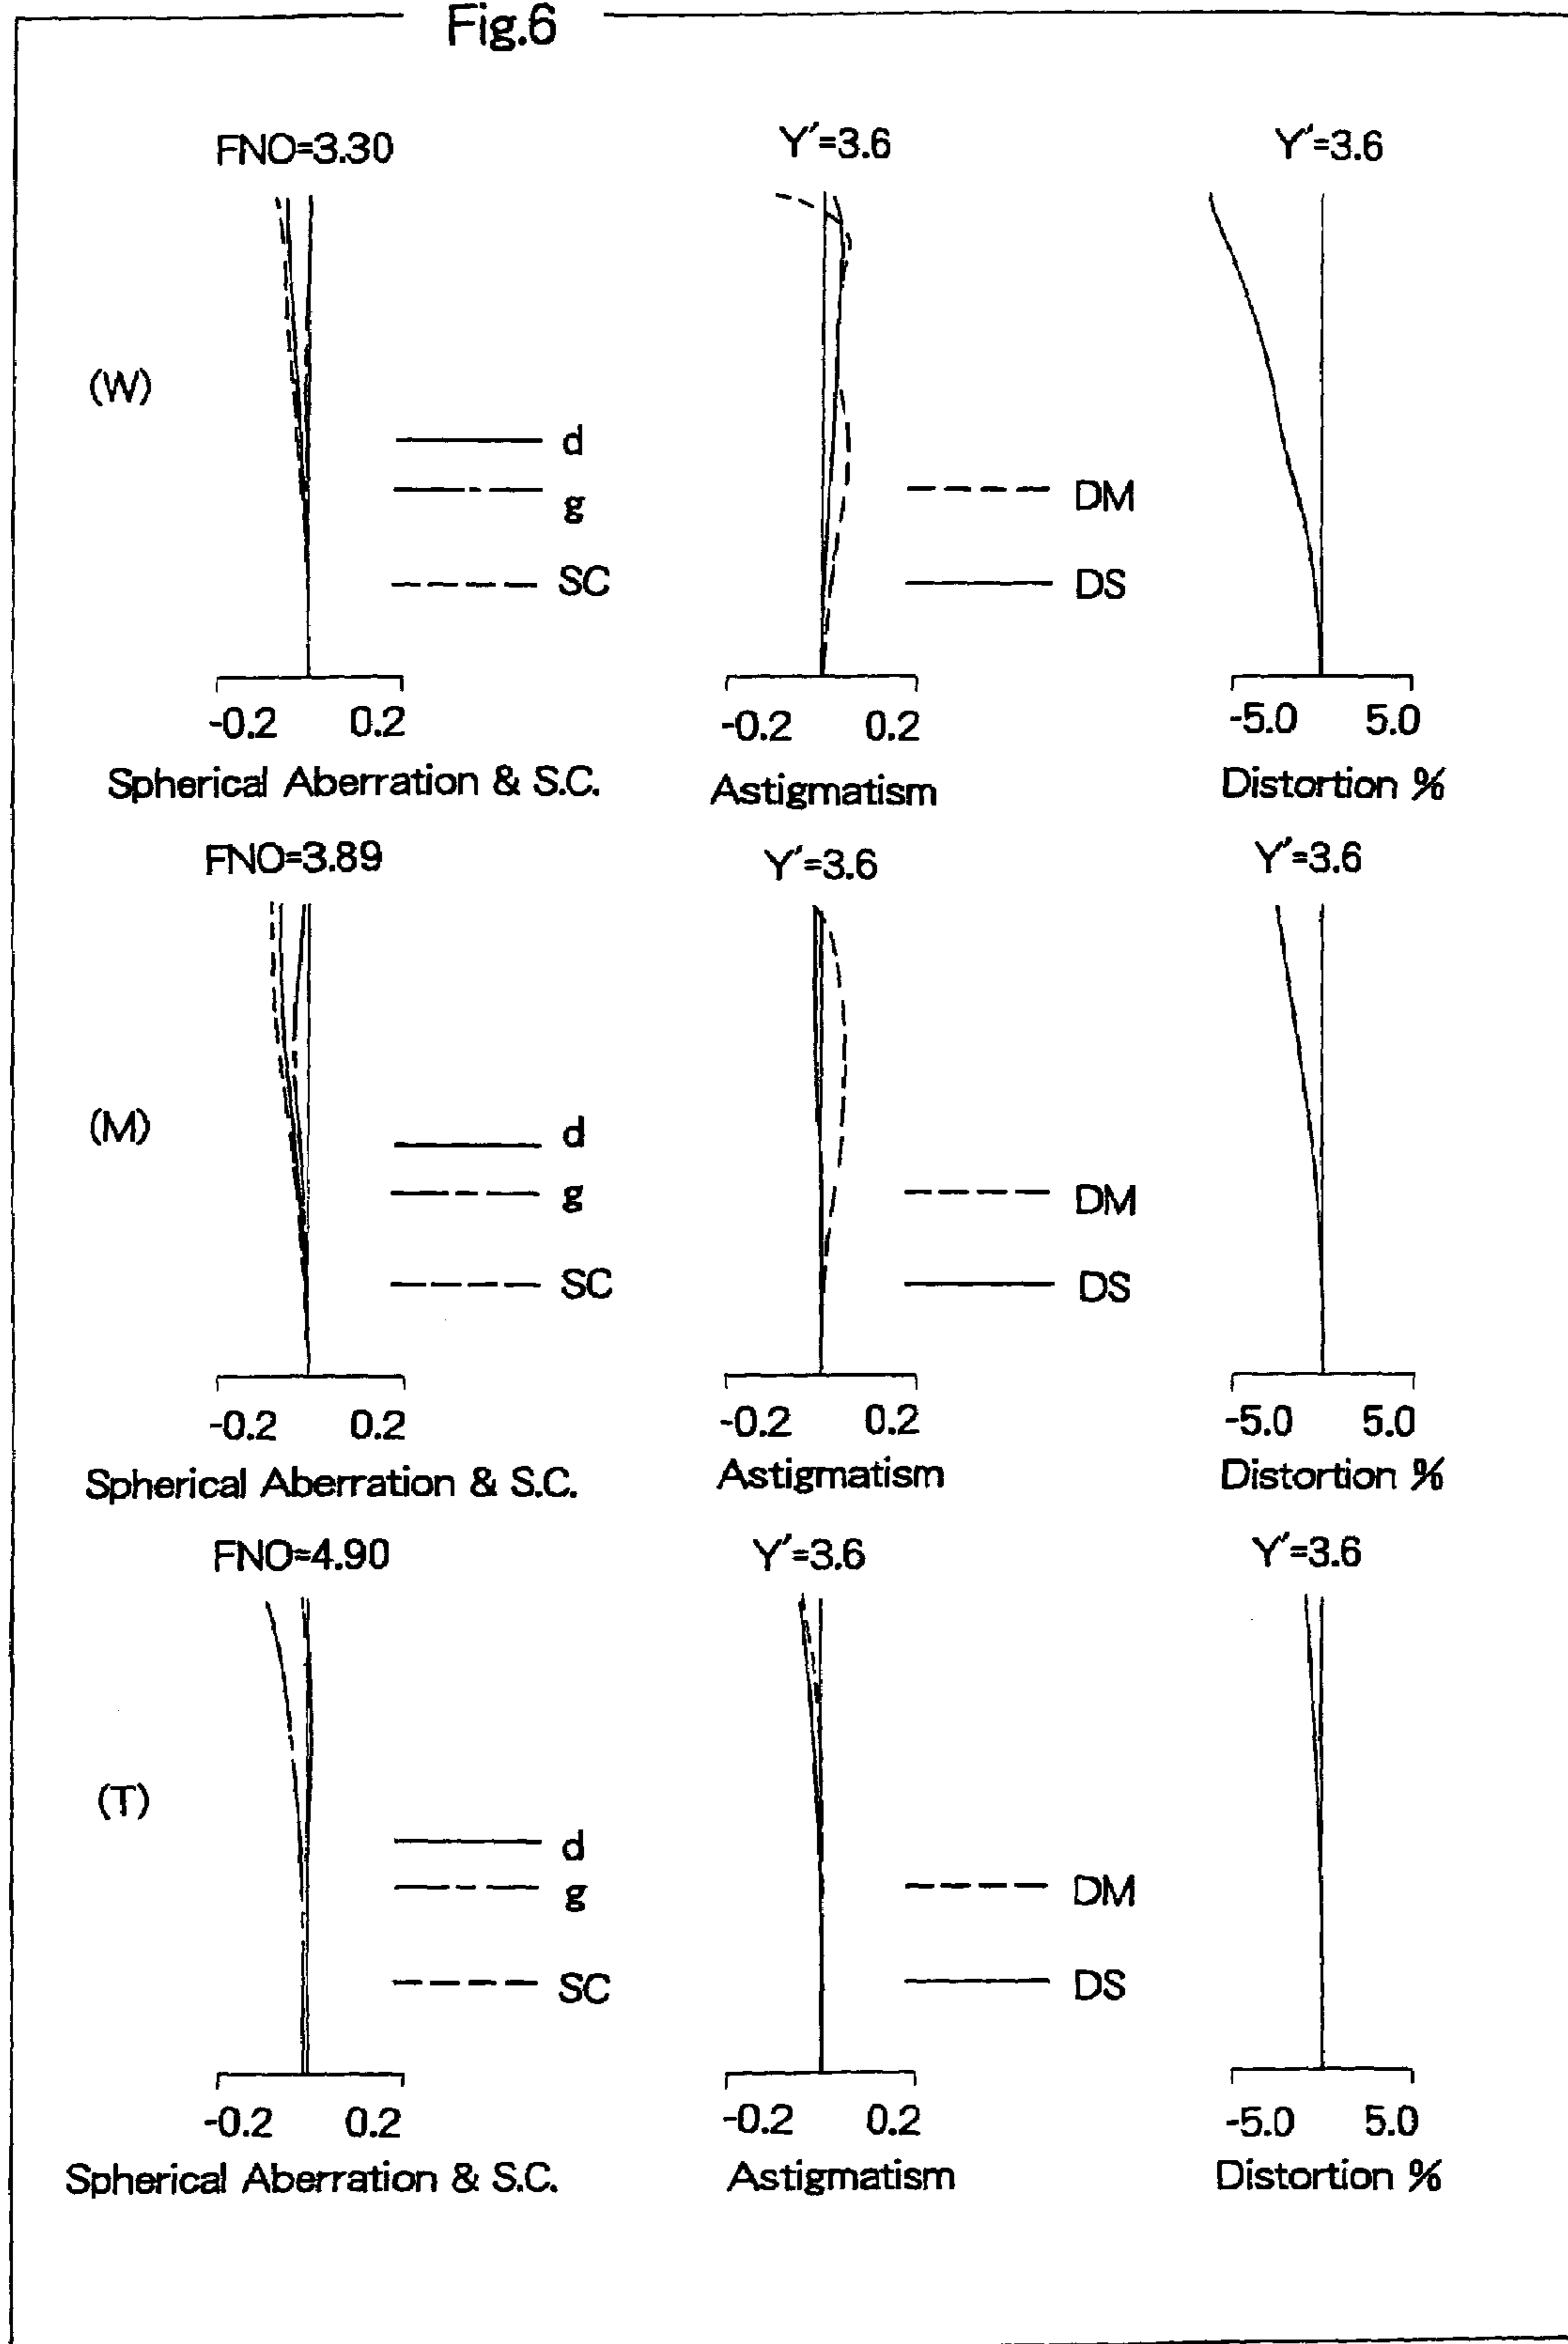 Fig.6
FNO=3.30
Y′=3.6
Y′=3.6
(W)
d
g
SC
DM
DS
-0.2 0.2
-0.2 0.2
-5.0 5.0
Spherical Aberration & S.C.
Astigmatism
Distortion %
FNO=3.89
Y′=3.6
Y′=3.6
(M)
d
g
SC
DM
DS
-0.2 0.2
-0.2 0.2
-5.0 5.0
Spherical Aberration & S.C.
Astigmatism
Distortion %
FNO=4.90
Y′=3.6
Y′=3.6
(T)
d
g
SC
DM
DS
-0.2 0.2
-0.2 0.2
-5.0 5.0
Spherical Aberration & S.C.
Astigmatism
Distortion %